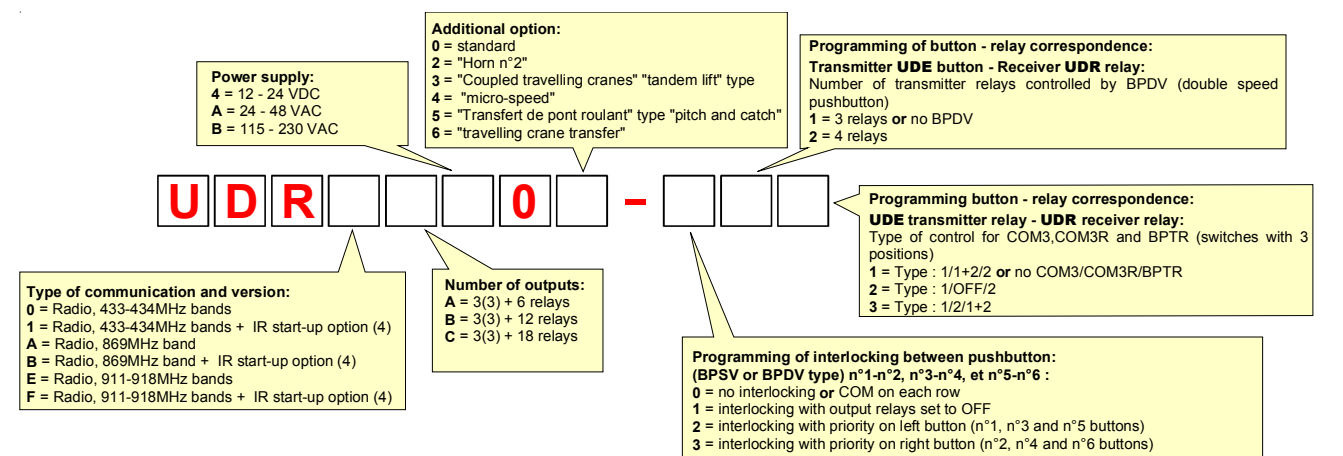 Additional option:
0 = standard
2 = "Horn n°2"
3 = "Coupled travelling cranes" "tandem lift" type
4 = "micro-speed"
5 = "Transfert de pont roulant" type "pitch and catch"
6 = "travelling crane transfer"
Power supply:
4 = 12 - 24 VDC
A = 24 - 48 VAC
B = 115 - 230 VAC
Programming of button - relay correspondence:
Transmitter UDE button - Receiver UDR relay:
Number of transmitter relays controlled by BPDV (double speed
pushbutton)
1 = 3 relays or no BPDV
2 = 4 relays
U D R 0 -
Programming button - relay correspondence:
UDE transmitter relay - UDR receiver relay:
Type of control for COM3,COM3R and BPTR (switches with 3
positions)
1 = Type : 1/1+2/2 or no COM3/COM3R/BPTR
2 = Type : 1/OFF/2
3 = Type : 1/2/1+2
Type of communication and version:
0 = Radio, 433-434MHz bands
1 = Radio, 433-434MHz bands + IR start-up option (4)
A = Radio, 869MHz band
B = Radio, 869MHz band + IR start-up option (4)
E = Radio, 911-918MHz bands
F = Radio, 911-918MHz bands + IR start-up option (4)
Number of outputs:
A = 3(3) + 6 relays
B = 3(3) + 12 relays
C = 3(3) + 18 relays
Programming of interlocking between pushbutton:
(BPSV or BPDV type) n°1-n°2, n°3-n°4, et n°5-n°6 :
0 = no interlocking or COM on each row
1 = interlocking with output relays set to OFF
2 = interlocking with priority on left button (n°1, n°3 and n°5 buttons)
3 = interlocking with priority on right button (n°2, n°4 and n°6 buttons)